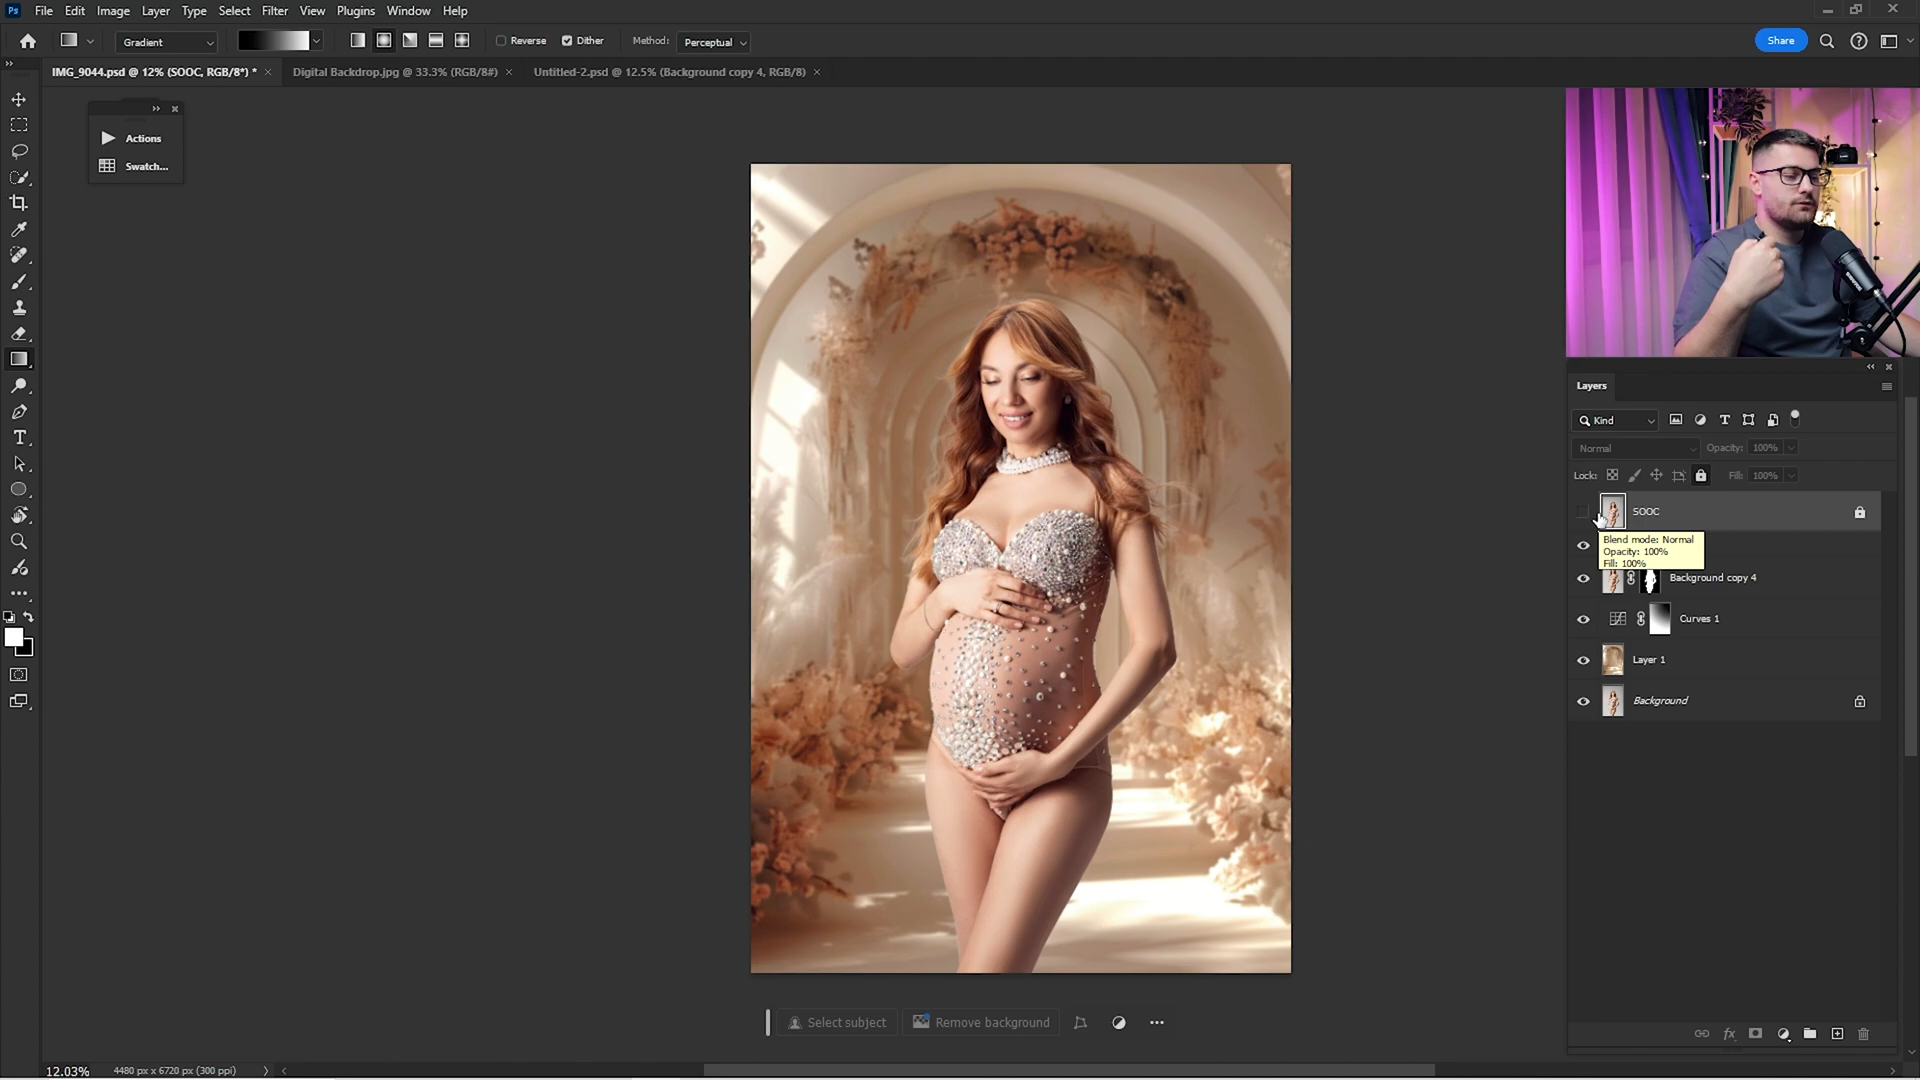 Ps File Edit Image Layer Type Select Filter View Plugins Window Help
Gradient Reverse Dither Method: Perceptual Share
IMG_9044.psd @ 12% (SOOC, RGB/8*) * × Digital Backdrop.jpg @ 33.3% (RGB/8#) × Untitled-2.psd @ 12.5% (Background copy 4, RGB/8) ×
Actions
Swatch...
Layers
Kind
Normal Opacity: 100%
Lock: Fill: 100%
SOOC
Blend mode: Normal
Opacity: 100%
Fill: 100%
Background copy 4
Curves 1
Layer 1
Background
Select subject Remove background
12.03% 4480 px x 6720 px (300 ppi)